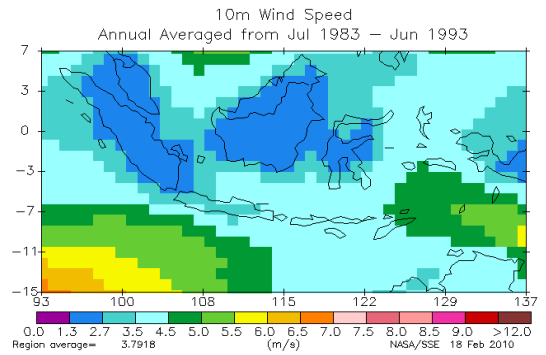 10m Wind Speed
Annual Averaged from Jul 1983 - Jun 1993
7
3
0
-3
-7
-11
-15
93 100 108 115 122 129 137
0.0 1.3 2.7 3.5 4.5 5.0 5.5 6.0 6.5 7.0 7.5 8.0 8.5 9.0 >12.0
Region average= 3.7918 (m/s) NASA/SSE 18 Feb 2010